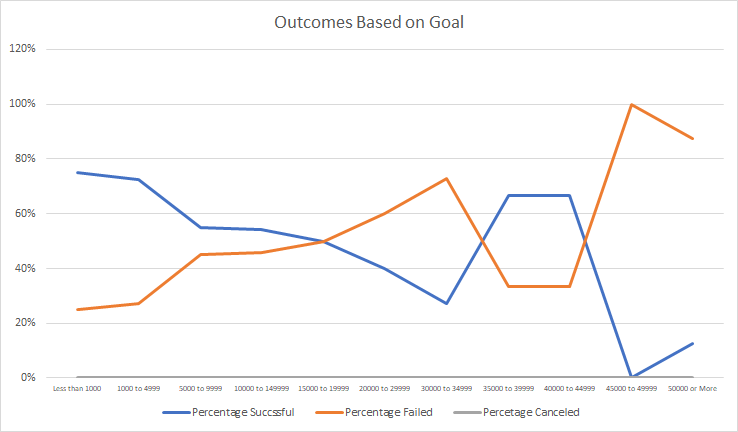 Outcomes Based on Goal
120%
100%
80%
60%
40%
20%
0%
Less than 1000 1000 to 4999 5000 to 9999 10000 to 149999 15000 to 19999 20000 to 29999 30000 to 34999 35000 to 39999 40000 to 44999 45000 to 49999 50000 or More
Percentage Succssful Percentage Failed Percetage Canceled